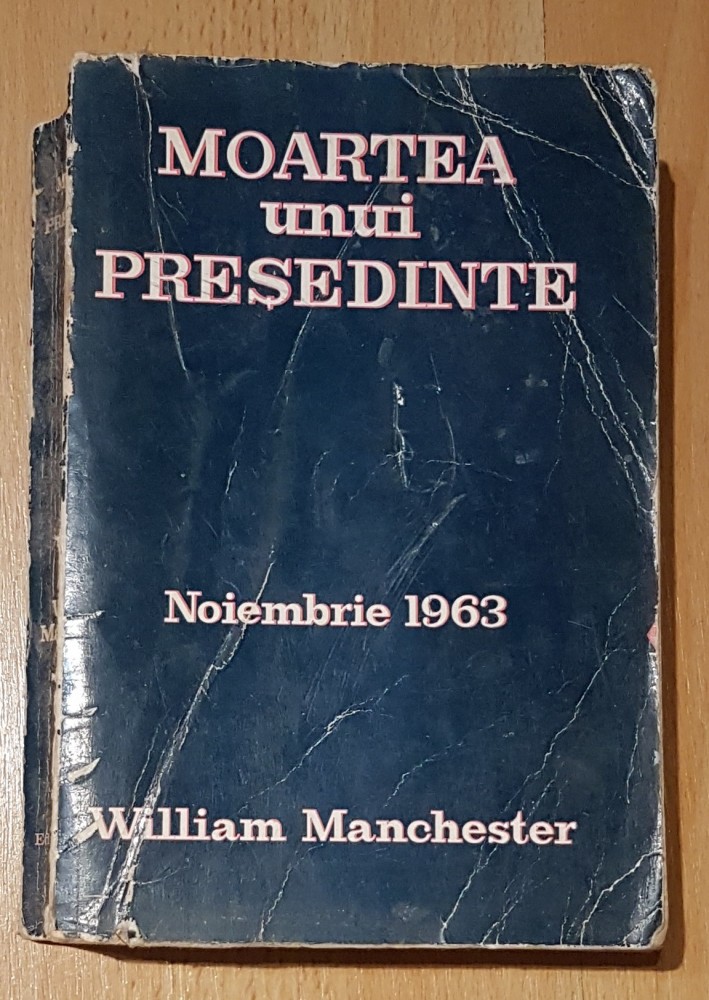 MOARTEA
unui
PREȘEDINTE
Noiembrie 1963
William Manchester